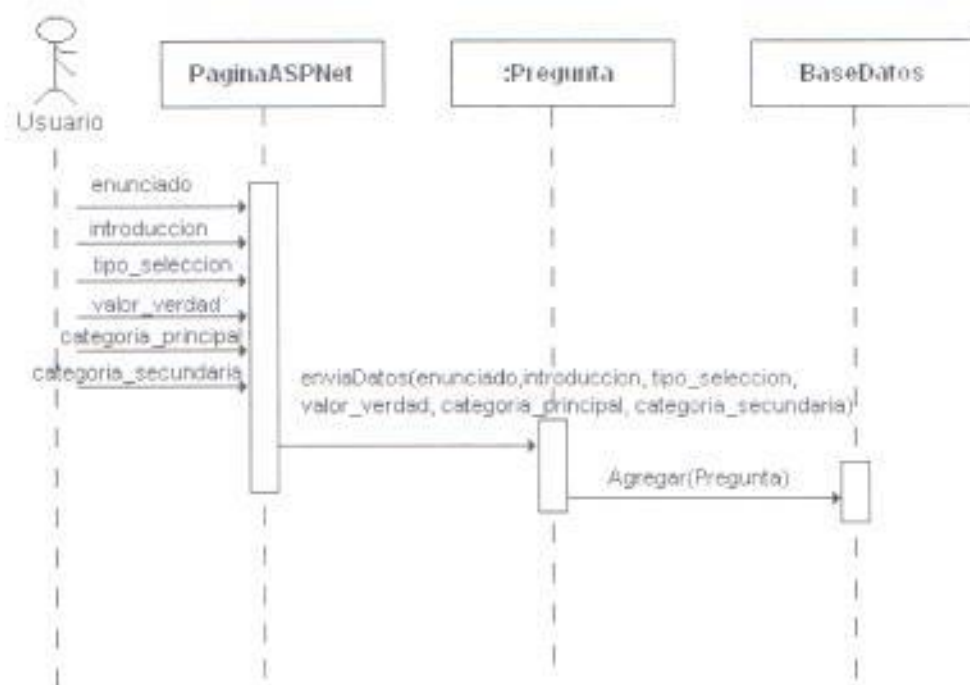 PaginaASPNet
:Pregunta
BaseDatos
Usuario
enunciado
introduccion
tipo_seleccion
valor_verdad
categoria_principal
categoria_secundaria
enviaDatos(enunciado,introduccion, tipo_seleccion,
valor_verdad, categoria_principal, categoria_secundaria)
Agregar(Pregunta)